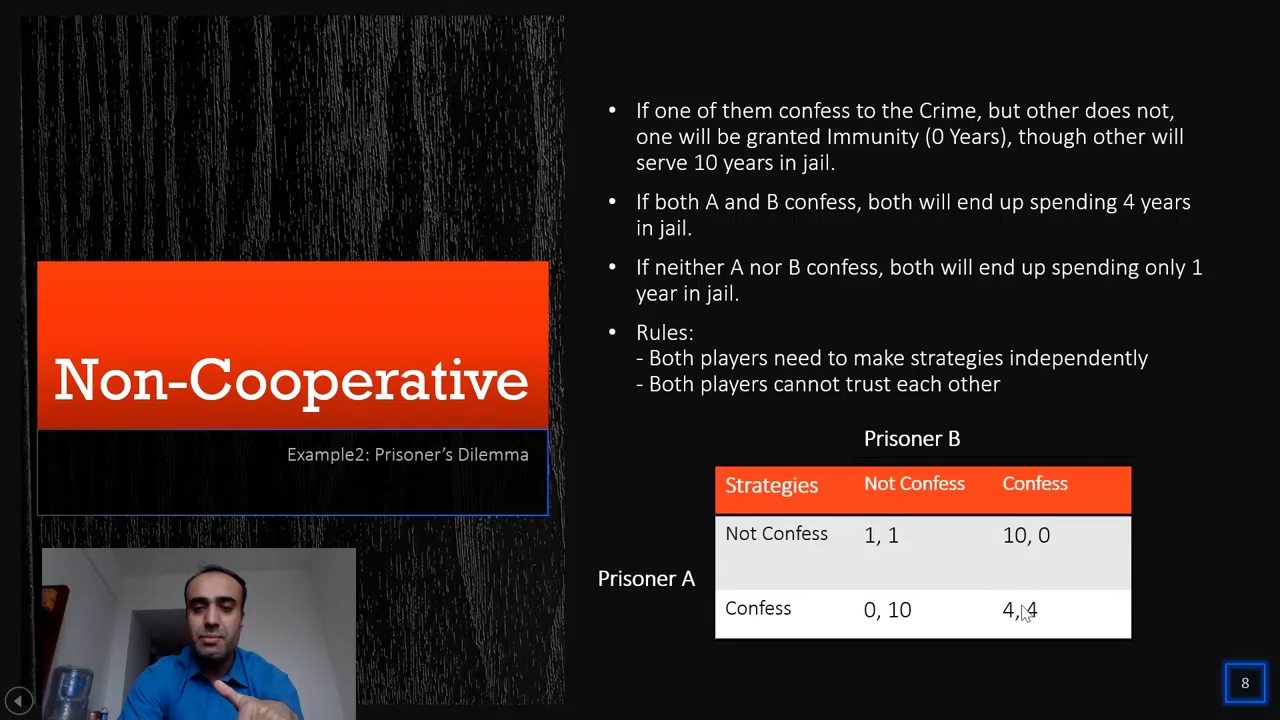 Non-Cooperative
Example2: Prisoner's Dilemma
• If one of them confess to the Crime, but other does not,
one will be granted Immunity (0 Years), though other will
serve 10 years in jail.
• If both A and B confess, both will end up spending 4 years
in jail.
• If neither A nor B confess, both will end up spending only 1
year in jail.
• Rules:
- Both players need to make strategies independently
- Both players cannot trust each other
Prisoner B
Strategies Not Confess Confess
Not Confess 1, 1 10, 0
Prisoner A
Confess 0, 10 4, 4
8